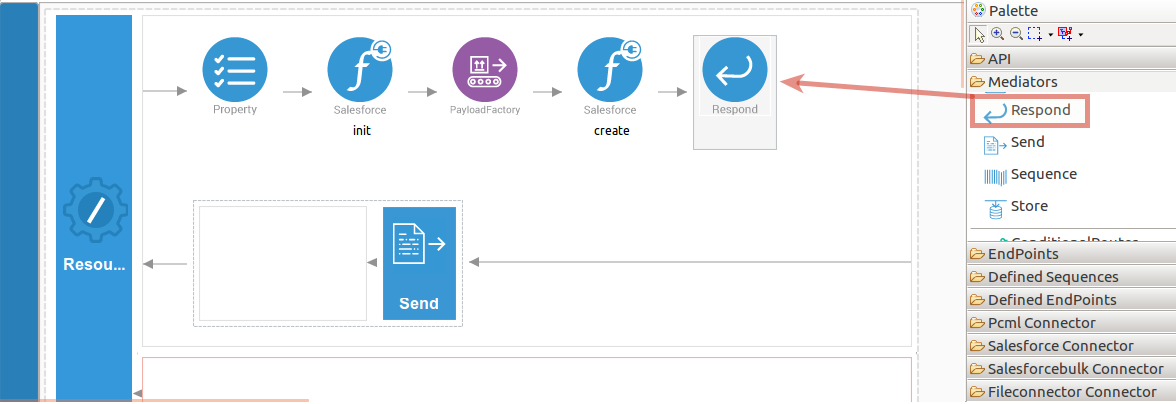 Property
Salesforce
init
PayloadFactory
Salesforce
create
Respond
Resou...
Send
Palette
API
Mediators
Respond
Send
Sequence
Store
ConditionalRouter
EndPoints
Defined Sequences
Defined EndPoints
Pcml Connector
Salesforce Connector
Salesforcebulk Connector
Fileconnector Connector